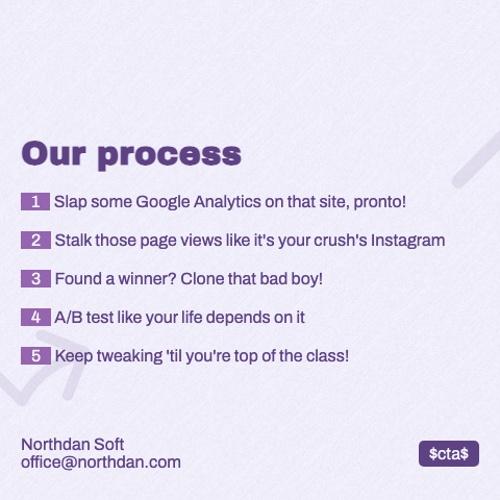 Our process
1 Slap some Google Analytics on that site, pronto!
2 Stalk those page views like it's your crush's Instagram
3 Found a winner? Clone that bad boy!
4 A/B test like your life depends on it
5 Keep tweaking 'til you're top of the class!
Northdan Soft
office@northdan.com
$cta$